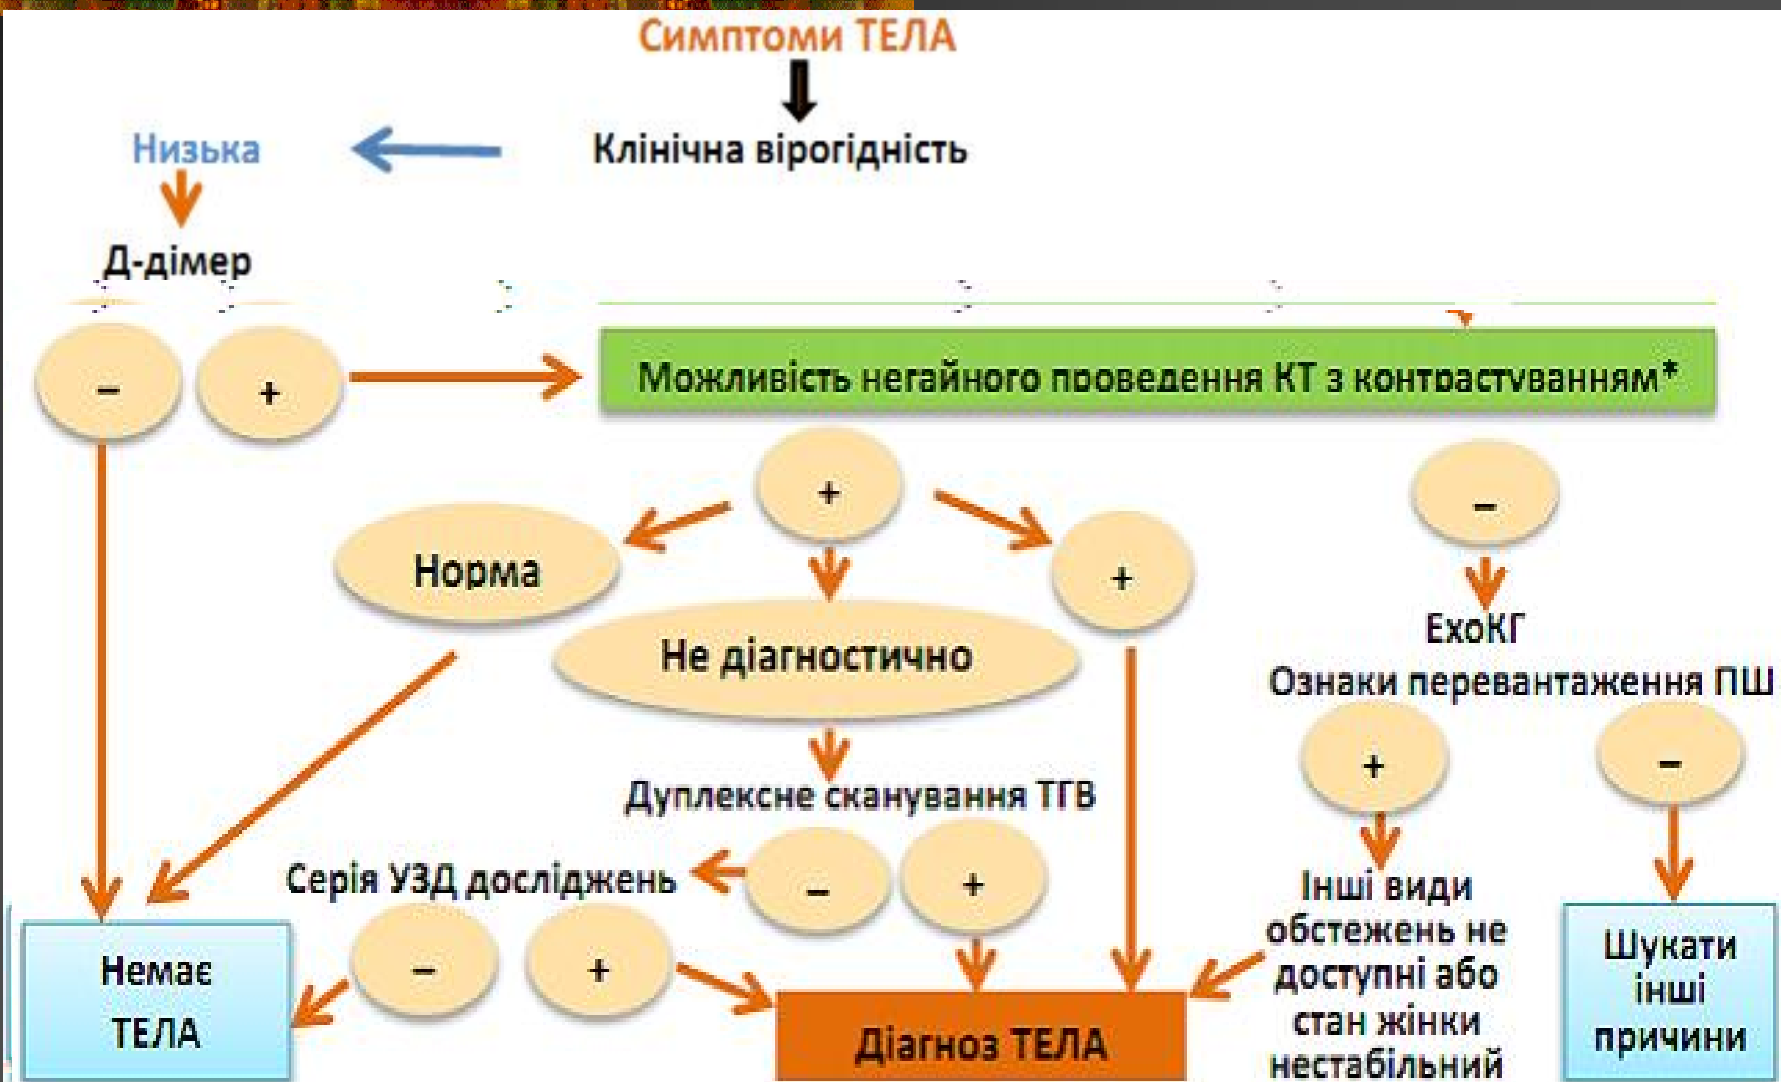 Симптоми ТЕЛА
Низька
Клінічна вірогідність
Д-дімер
–
+
Можливість негайного проведення КТ з контрастуванням*
+
–
Норма
+
Не діагностично
ЕхоКГ
Ознаки перевантаження ПШ
+
–
Дуплексне сканування ТГВ
–
+
Серія УЗД досліджень
–
+
Інші види
обстежень не
доступні або
стан жінки
нестабільний
Шукати
інші
причини
Немає
ТЕЛА
Діагноз ТЕЛА